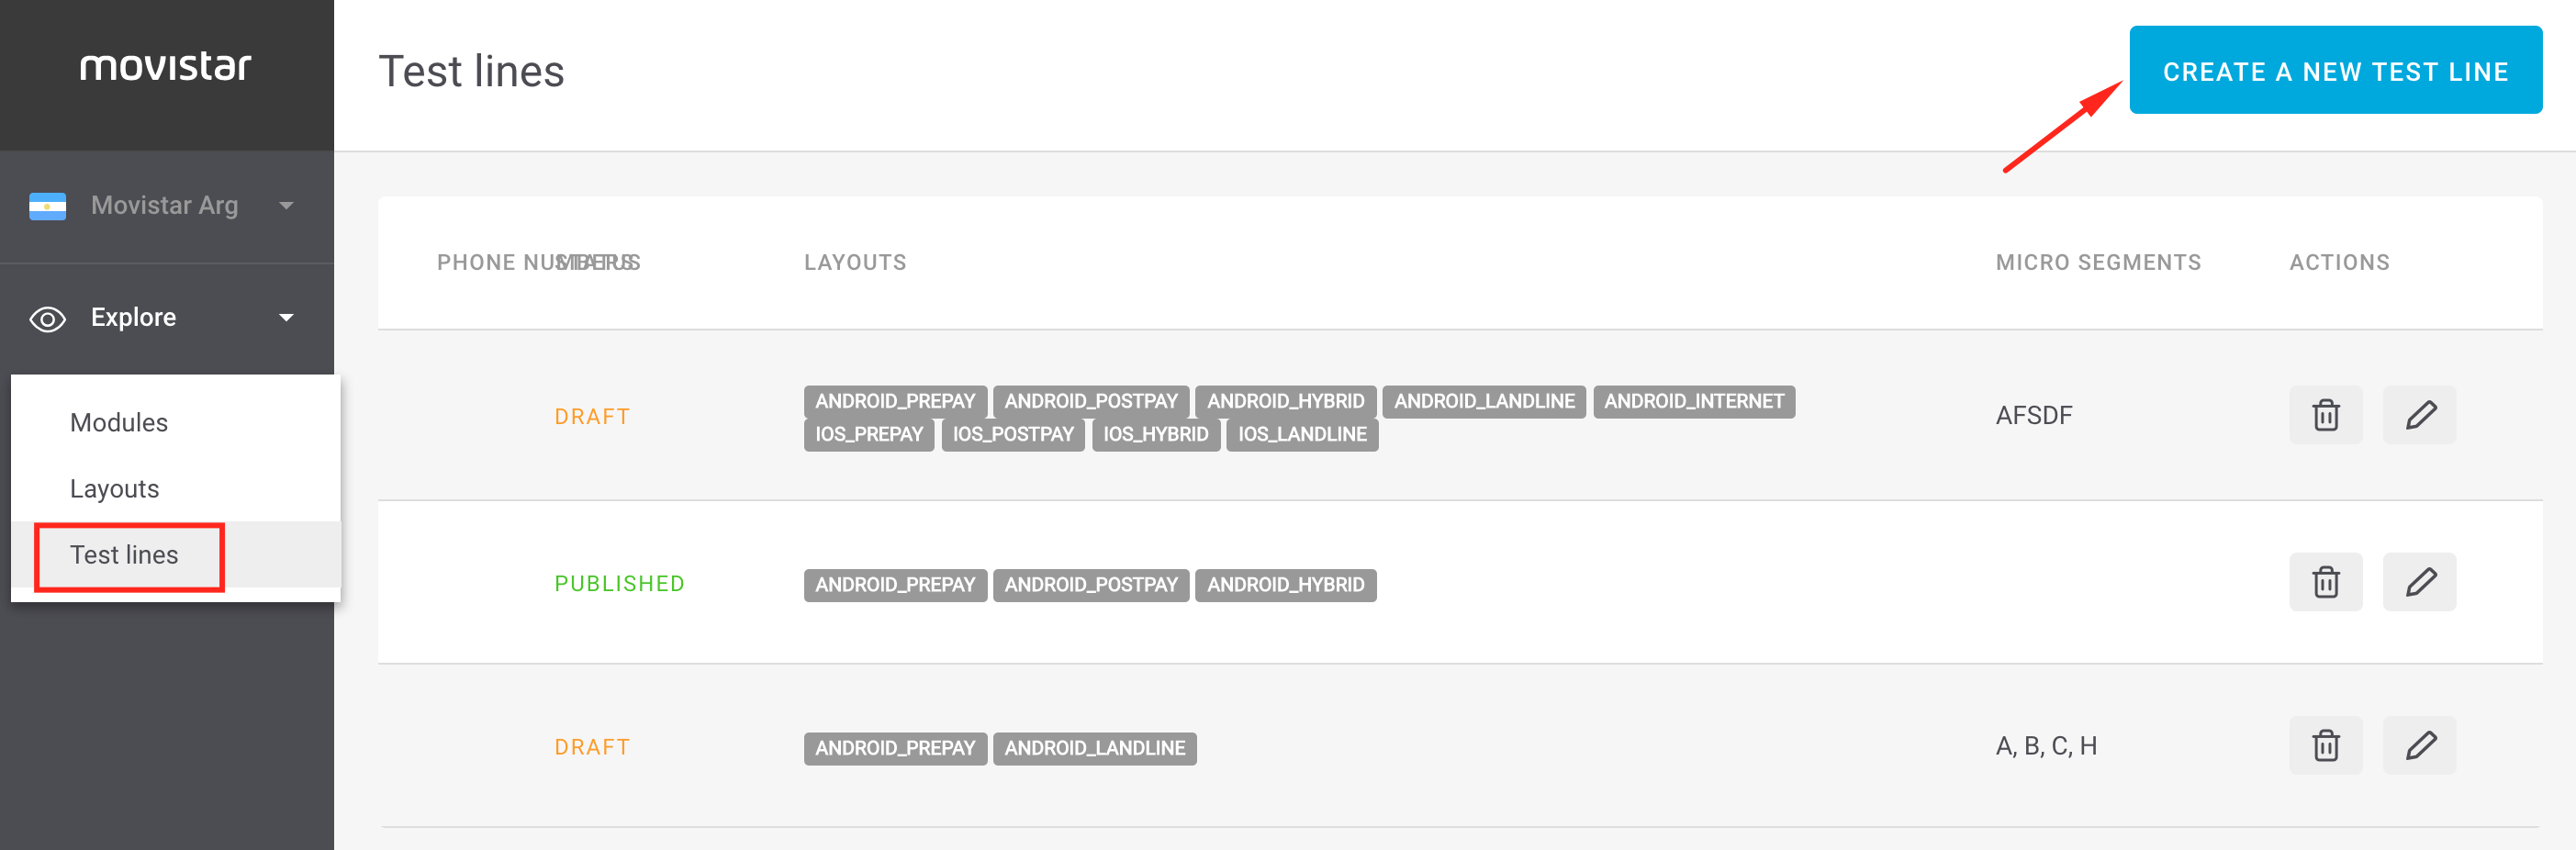 movistar
Test lines
CREATE A NEW TEST LINE
Movistar Arg
Explore
Modules
Layouts
Test lines
PHONE NUMBERS STATUS LAYOUTS MICRO SEGMENTS ACTIONS
DRAFT
ANDROID_PREPAY ANDROID_POSTPAY ANDROID_HYBRID ANDROID_LANDLINE ANDROID_INTERNET
IOS_PREPAY IOS_POSTPAY IOS_HYBRID IOS_LANDLINE
AFSDF
PUBLISHED
ANDROID_PREPAY ANDROID_POSTPAY ANDROID_HYBRID
DRAFT
ANDROID_PREPAY ANDROID_LANDLINE
A, B, C, H